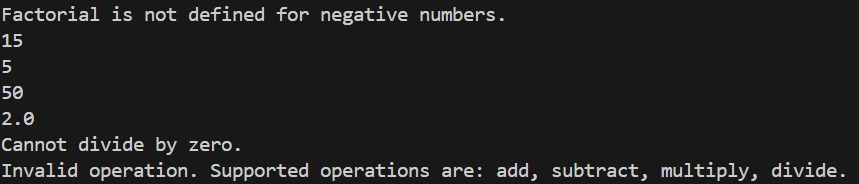 Factorial is not defined for negative numbers.
15
5
50
2.0
Cannot divide by zero.
Invalid operation. Supported operations are: add, subtract, multiply, divide.